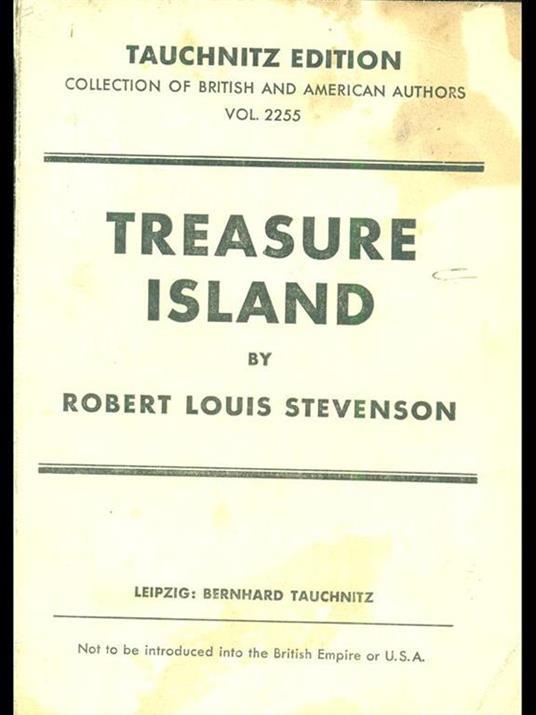 TAUCHNITZ EDITION
COLLECTION OF BRITISH AND AMERICAN AUTHORS
VOL. 2255
TREASURE
ISLAND
BY
ROBERT LOUIS STEVENSON
LEIPZIG: BERNHARD TAUCHNITZ
Not to be introduced into the British Empire or U.S.A.